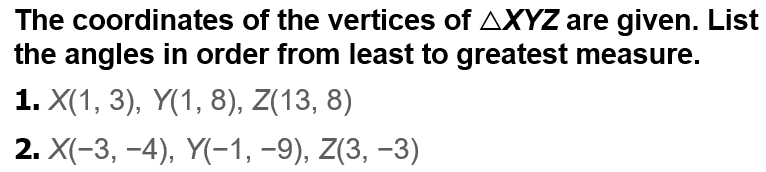 The coordinates of the vertices of △XYZ are given. List
the angles in order from least to greatest measure.
1. X(1, 3), Y(1, 8), Z(13, 8)
2. X(−3, −4), Y(−1, −9), Z(3, −3)